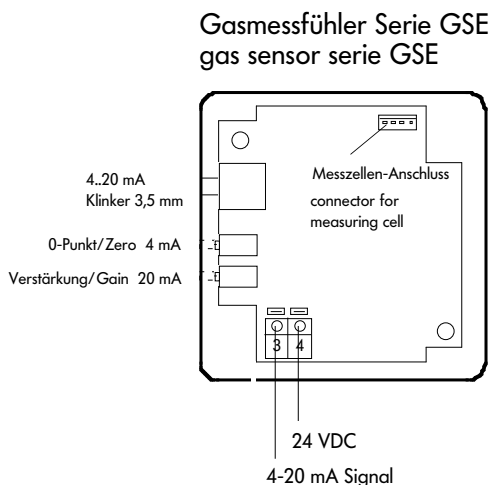 Gasmessfühler Serie GSE
gas sensor serie GSE
Messzellen-Anschluss
connector for
measuring cell
4..20 mA
Klinker 3,5 mm
0-Punkt/Zero 4 mA
Verstärkung/Gain 20 mA
3 4
24 VDC
4-20 mA Signal